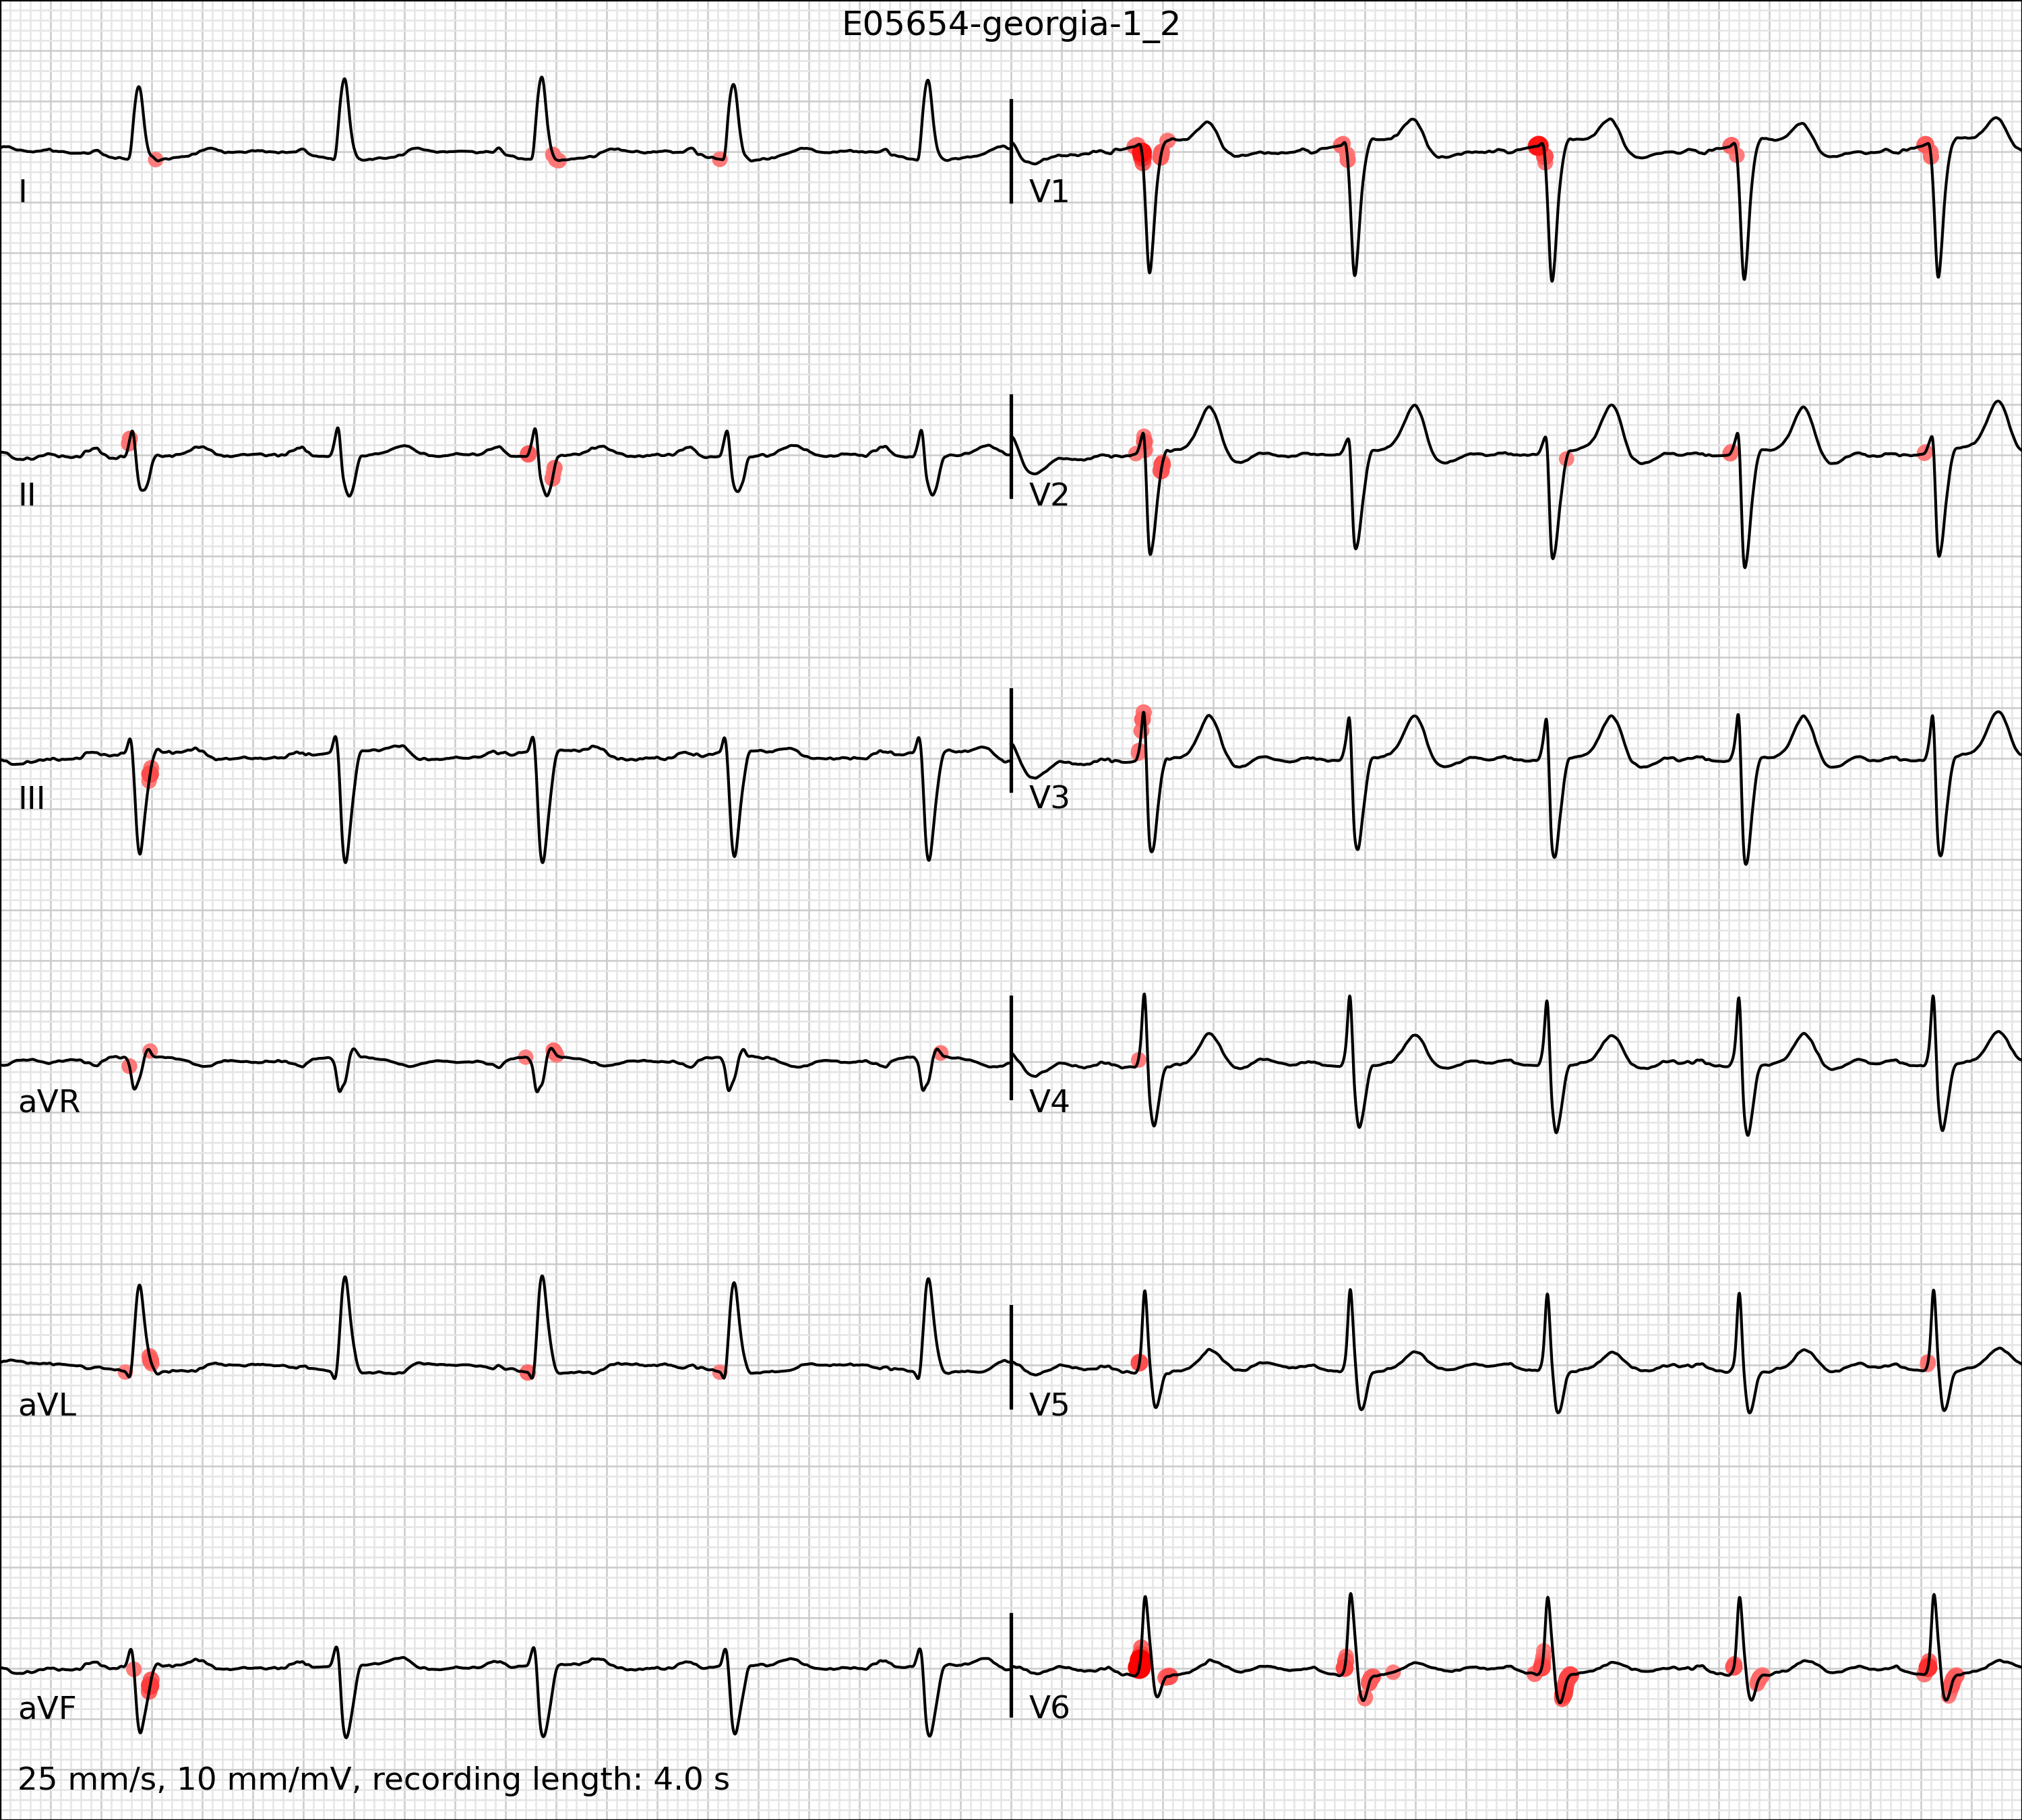 E05654-georgia-1_2
I
V1
II
V2
III
V3
aVR
V4
aVL
V5
aVF
V6
25 mm/s, 10 mm/mV, recording length: 4.0 s